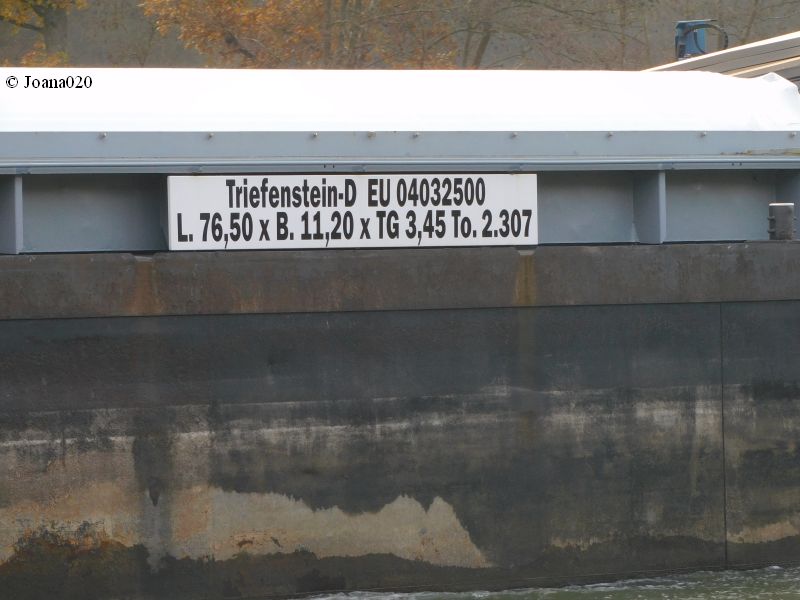 © Joana020
Triefenstein-D EU 04032500
L. 76,50 x B. 11,20 x TG 3,45 To. 2.307